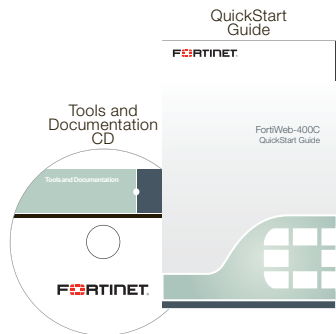 QuickStart
Guide
FORTINET
FortiWeb-400C
QuickStart Guide
Tools and
Documentation
CD
Tools and Documentation
FORTINET